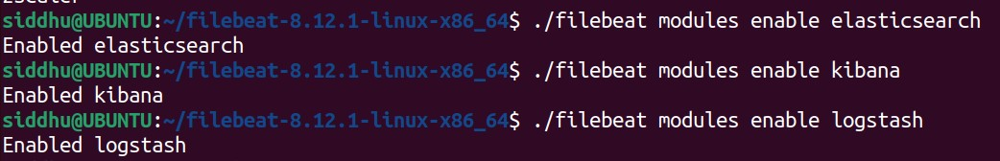 siddhu@UBUNTU:~/filebeat-8.12.1-linux-x86_64$ ./filebeat modules enable elasticsearch
Enabled elasticsearch
siddhu@UBUNTU:~/filebeat-8.12.1-linux-x86_64$ ./filebeat modules enable kibana
Enabled kibana
siddhu@UBUNTU:~/filebeat-8.12.1-linux-x86_64$ ./filebeat modules enable logstash
Enabled logstash